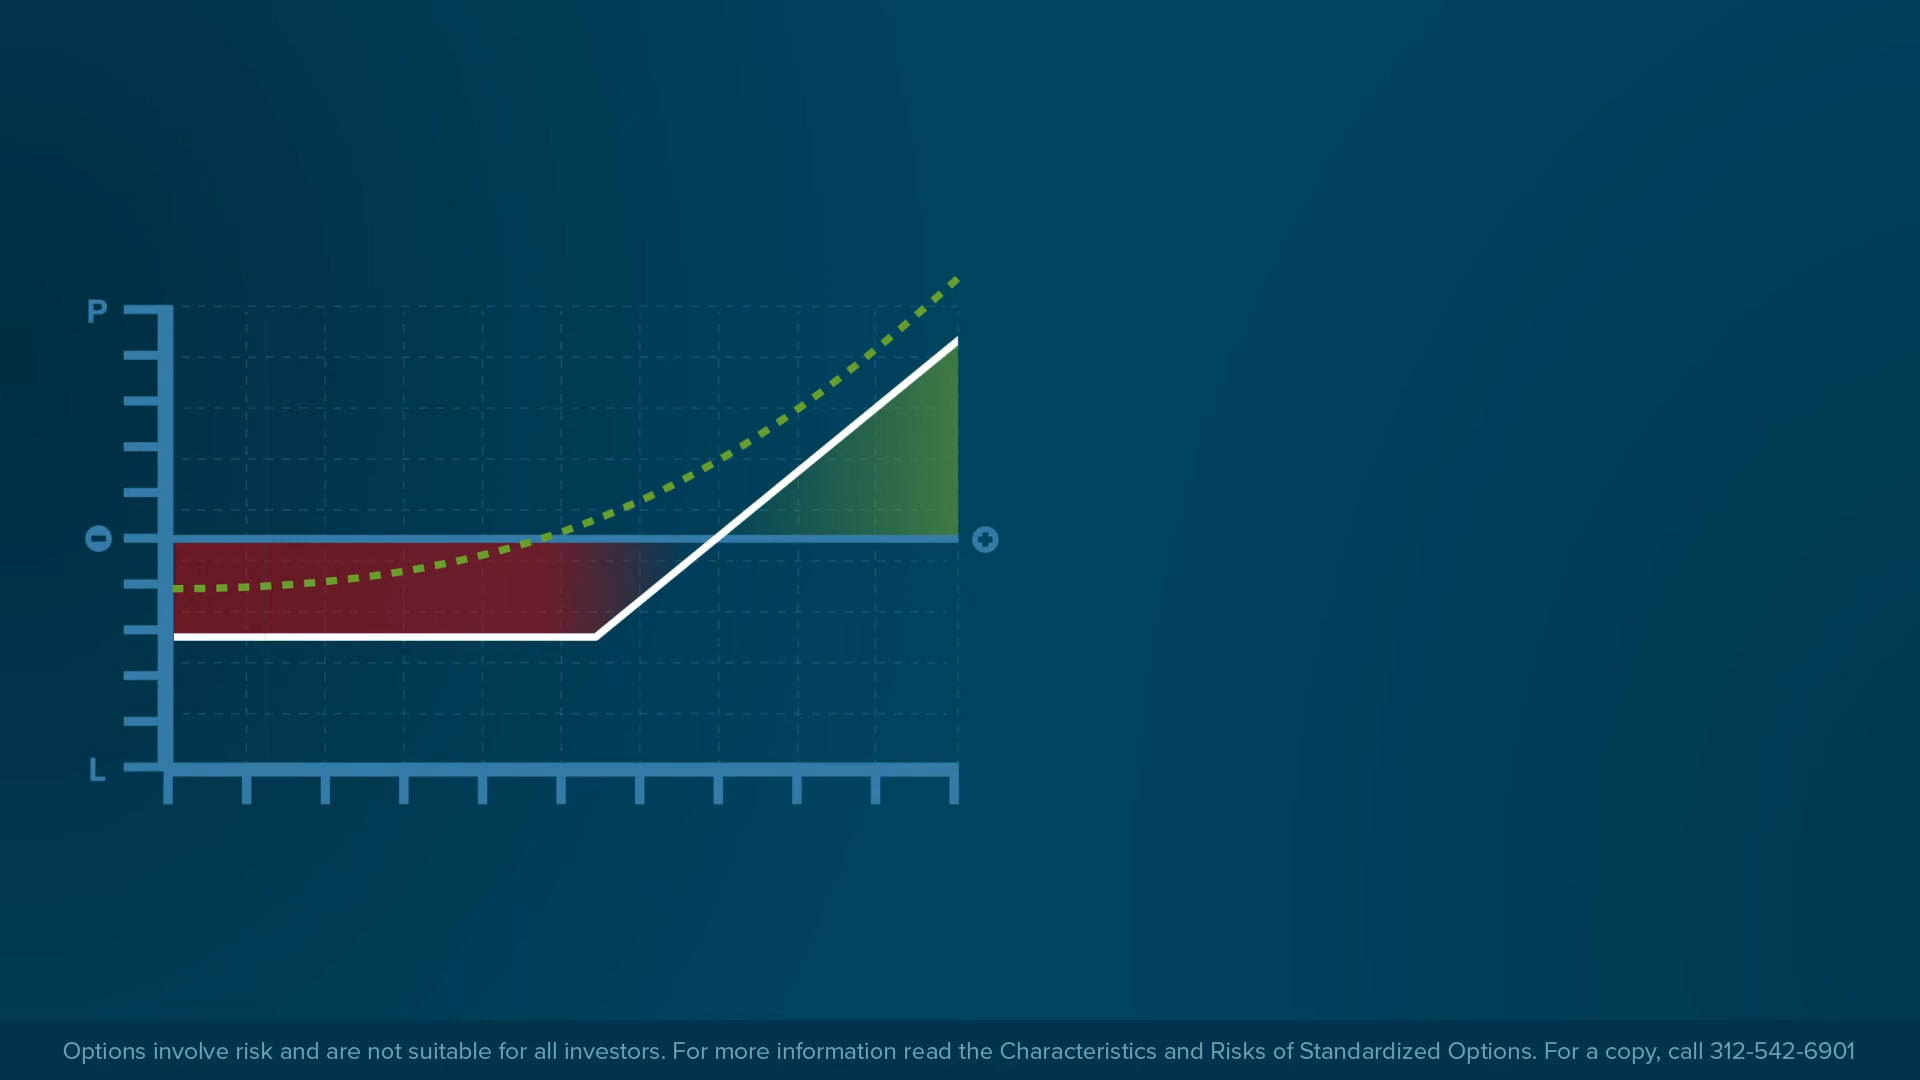 P
L
Options involve risk and are not suitable for all investors. For more information read the Characteristics and Risks of Standardized Options. For a copy, call 312-542-6901